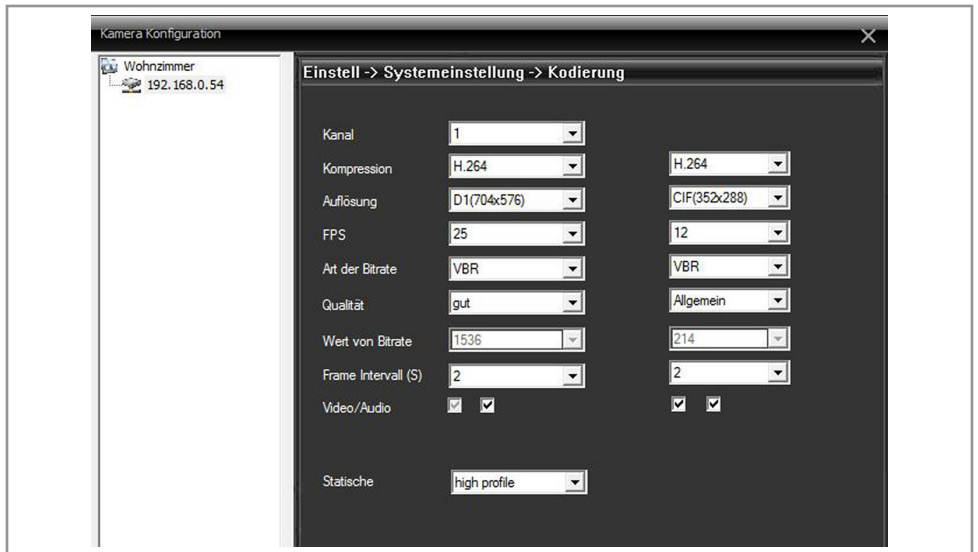 Kamera Konfiguration
Wohnzimmer
192.168.0.54
Einstell -> Systemeinstellung -> Kodierung
Kanal 1
Kompression H.264 H.264
Auflösung D1(704x576) CIF(352x288)
FPS 25 12
Art der Bitrate VBR VBR
Qualität gut Allgemein
Wert von Bitrate 1536 214
Frame Intervall (S) 2 2
Video/Audio
Statische high profile